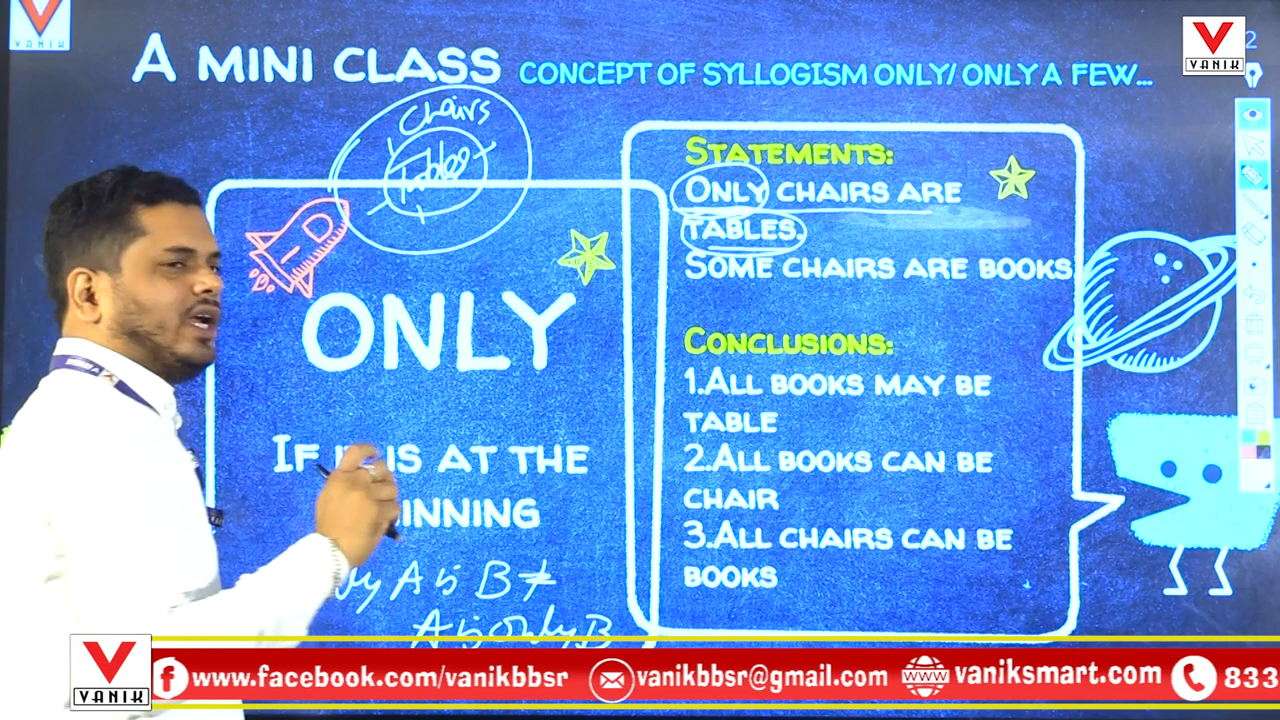 VANIK
VANIK
2
A MINI CLASS CONCEPT OF SYLLOGISM ONLY/ ONLY A FEW...
Chairs
Tables
ONLY
IF IT IS AT THE
INNING
A is B ≠
A is only B
STATEMENTS:
ONLY CHAIRS ARE
TABLES.
SOME CHAIRS ARE BOOKS
CONCLUSIONS:
1.ALL BOOKS MAY BE
TABLE
2.ALL BOOKS CAN BE
CHAIR
3.ALL CHAIRS CAN BE
BOOKS
VANIK
www.facebook.com/vanikbbsr
vanikbbsr@gmail.com
www
vaniksmart.com
833